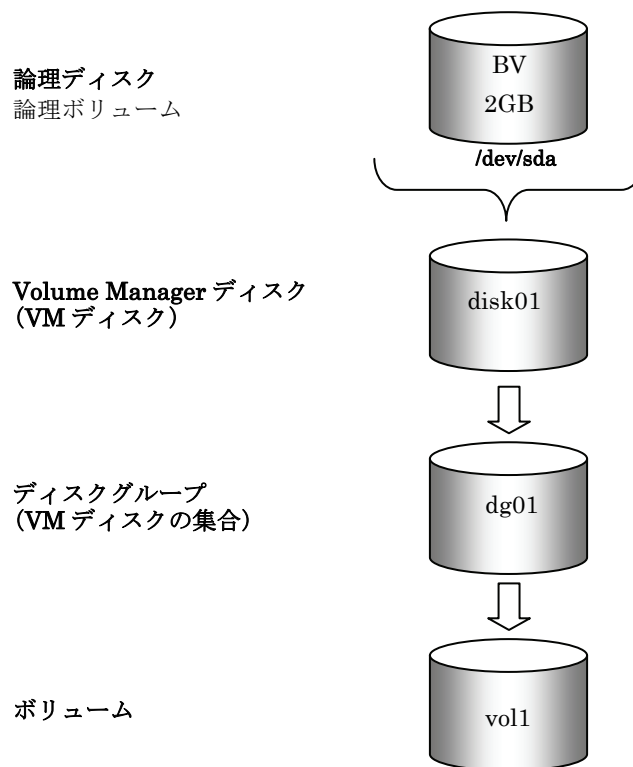 論理ディスク
論理ボリューム
BV
2GB
/dev/sda
Volume Manager ディスク
(VM ディスク)
disk01
ディスクグループ
(VM ディスクの集合)
dg01
ボリューム
vol1